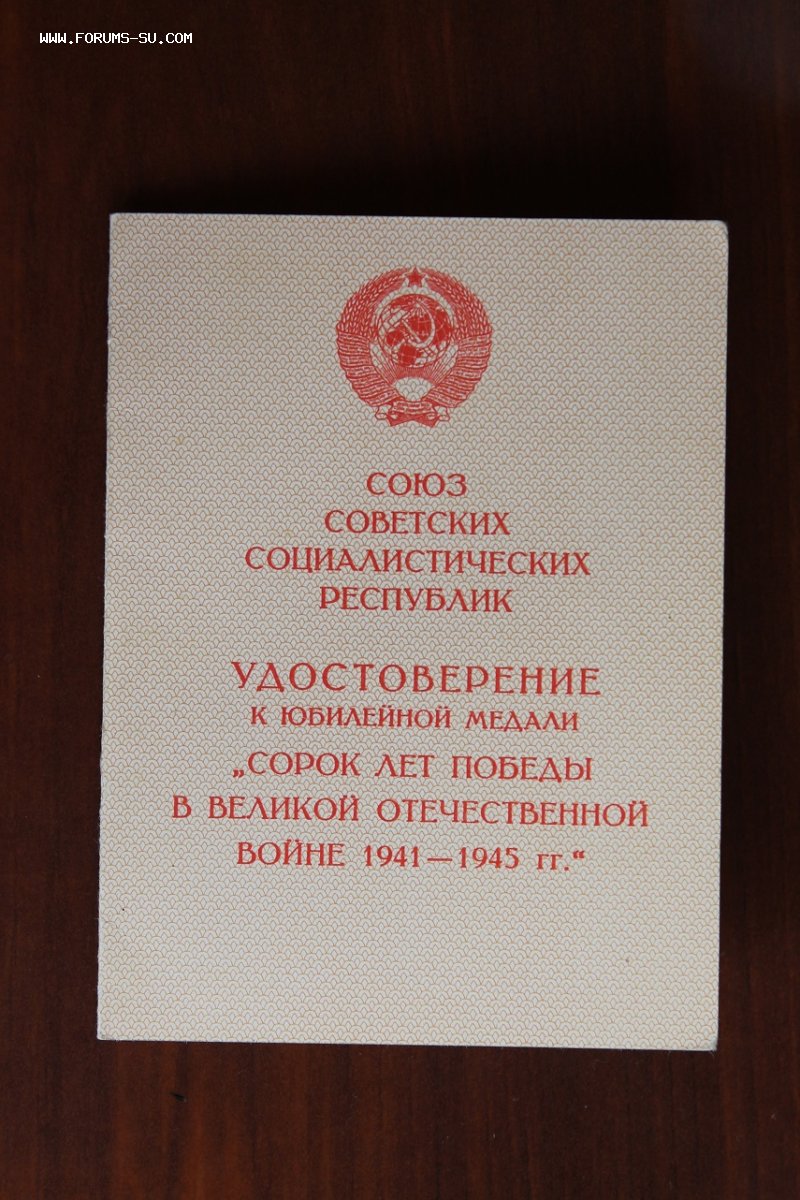 WWW.FORUMS-SU.COM
СОЮЗ
СОВЕТСКИХ
СОЦИАЛИСТИЧЕСКИХ
РЕСПУБЛИК
УДОСТОВЕРЕНИЕ
К ЮБИЛЕЙНОЙ МЕДАЛИ
„СОРОК ЛЕТ ПОБЕДЫ
В ВЕЛИКОЙ ОТЕЧЕСТВЕННОЙ
ВОЙНЕ 1941—1945 гг.“